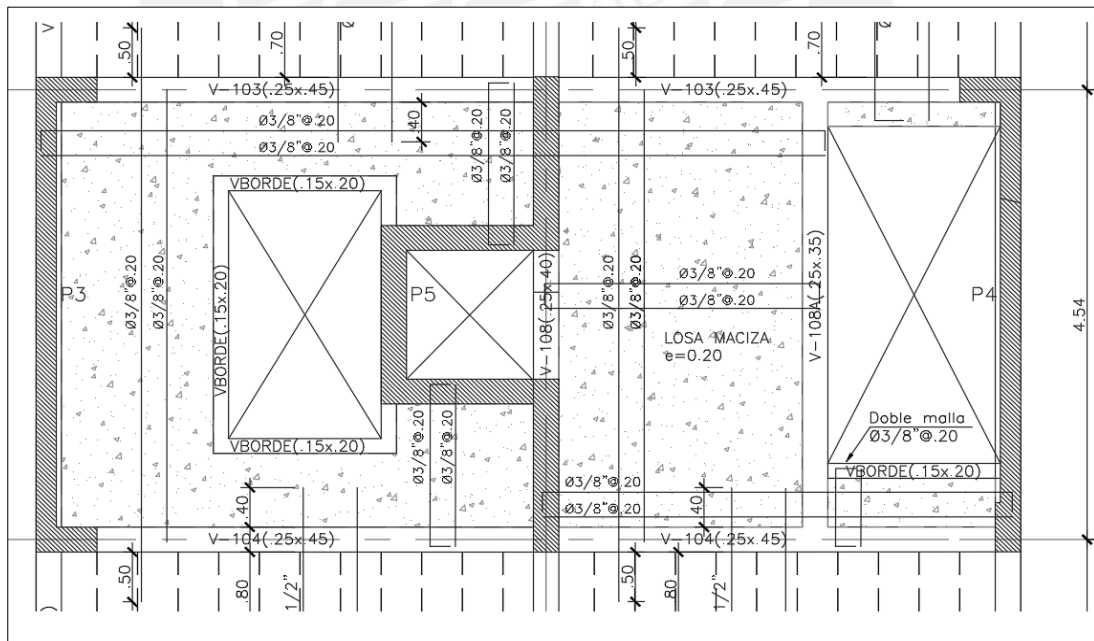 .50
.70
.50
.70
V-103(.25x.45)
V-103(.25x.45)
Ø3/8"@.20
Ø3/8"@.20
.40
Ø3/8"@.20
Ø3/8"@.20
VBORDE(.15x.20)
VBORDE(.15x.20)
VBORDE(.15x.20)
P3
Ø3/8"@.20
Ø3/8"@.20
P5
V-108(.25x.40)
Ø3/8"@.20
Ø3/8"@.20
Ø3/8"@.20
Ø3/8"@.20
LOSA MACIZA
e=0.20
V-108A(.25x.35)
P4
4.54
Doble malla
Ø3/8"@.20
VBORDE(.15x.20)
Ø3/8"@.20
Ø3/8"@.20
Ø3/8"@.20
Ø3/8"@.20
.40
.40
V-104(.25x.45)
V-104(.25x.45)
.50
.80
1/2"
.50
.80
1/2"